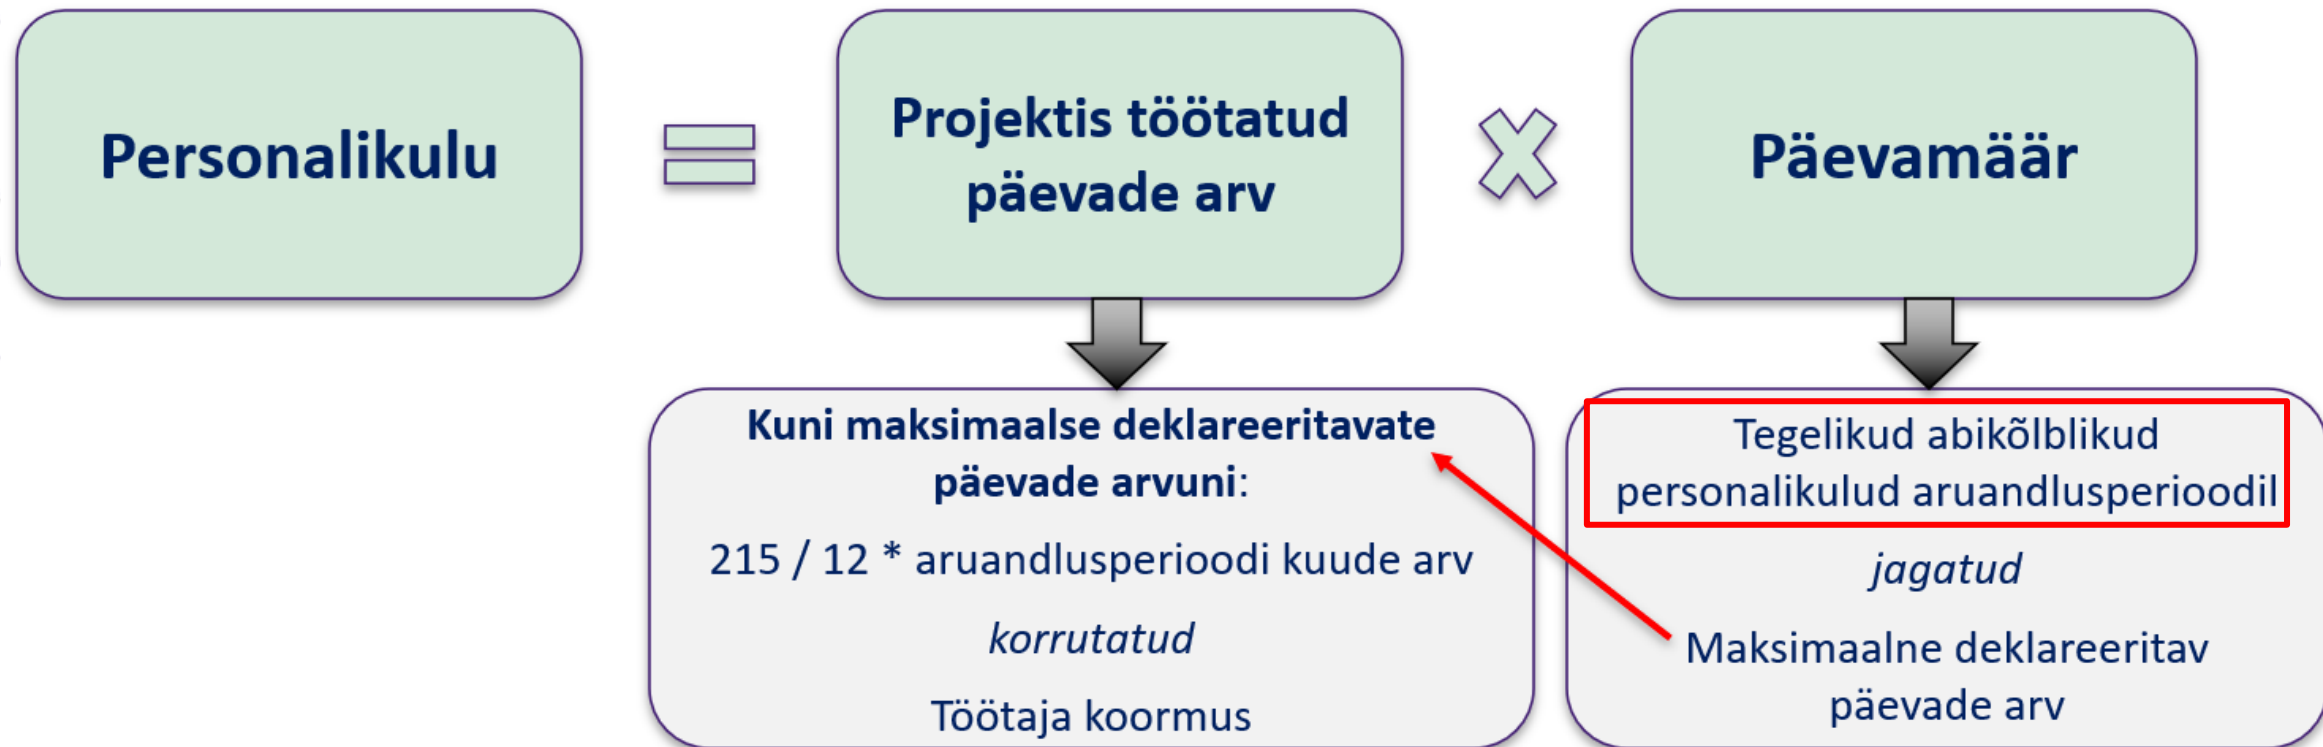 Personalikulu
Projektis töötatud
päevade arv
Päevamäär
Kuni maksimaalse deklareeritavate
päevade arvuni:
215 / 12 * aruandlusperioodi kuude arv
korrutatud
Töötaja koormus
Tegelikud abikõlblikud
personalikulud aruandlusperioodil
jagatud
Maksimaalne deklareeritav
päevade arv